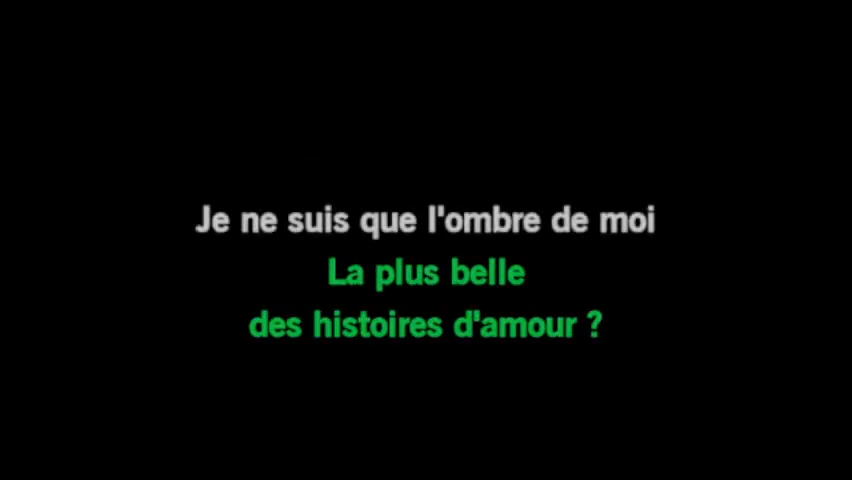 Je ne suis que l'ombre de moi
La plus belle
des histoires d'amour ?